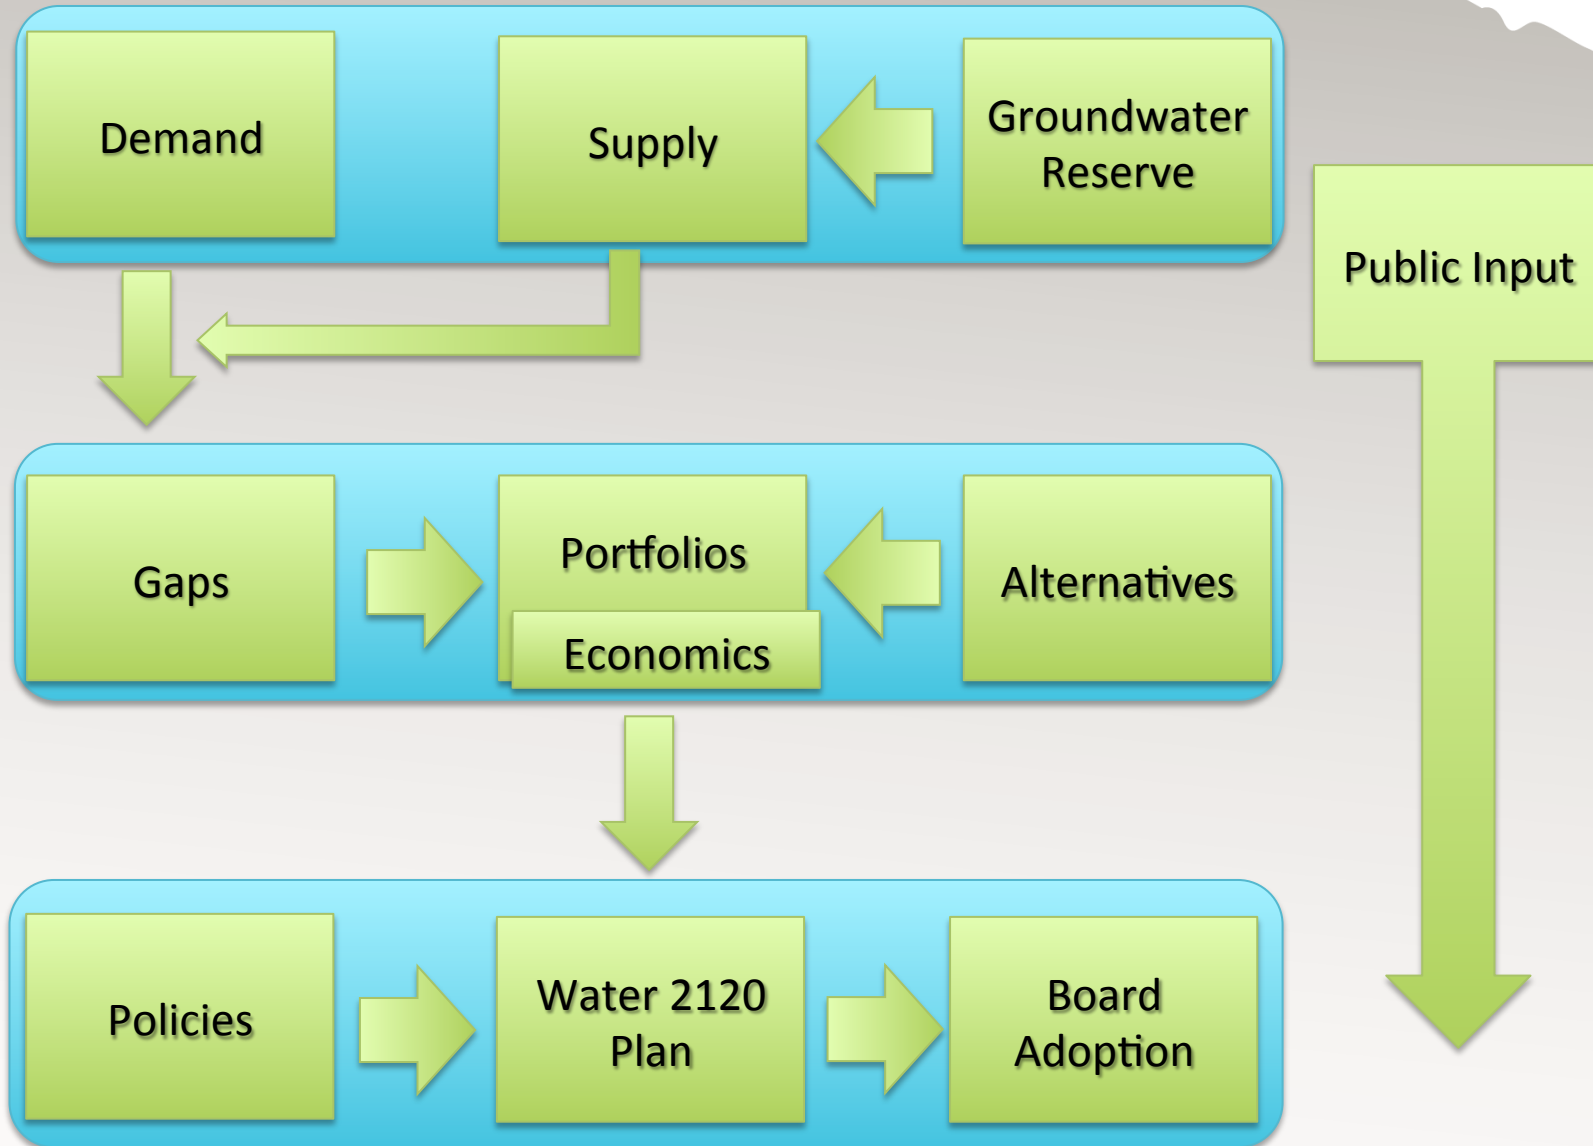 Demand
Supply
Groundwater
Reserve
Public Input
Gaps
Portfolios
Economics
Alternatives
Policies
Water 2120
Plan
Board
Adoption